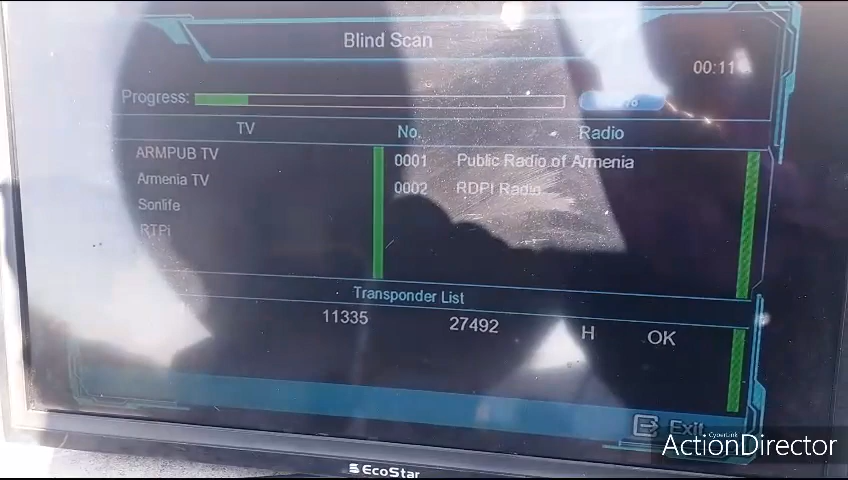 Blind Scan
00:11
Progress:
TV No. Radio
ARMPUB TV 0001 Public Radio of Armenia
Armenia TV 0002 RDPI Radio
Sonlife
RTPi
Transponder List
11335 27492 H OK
Exit
CyberLink
ActionDirector
EcoStar